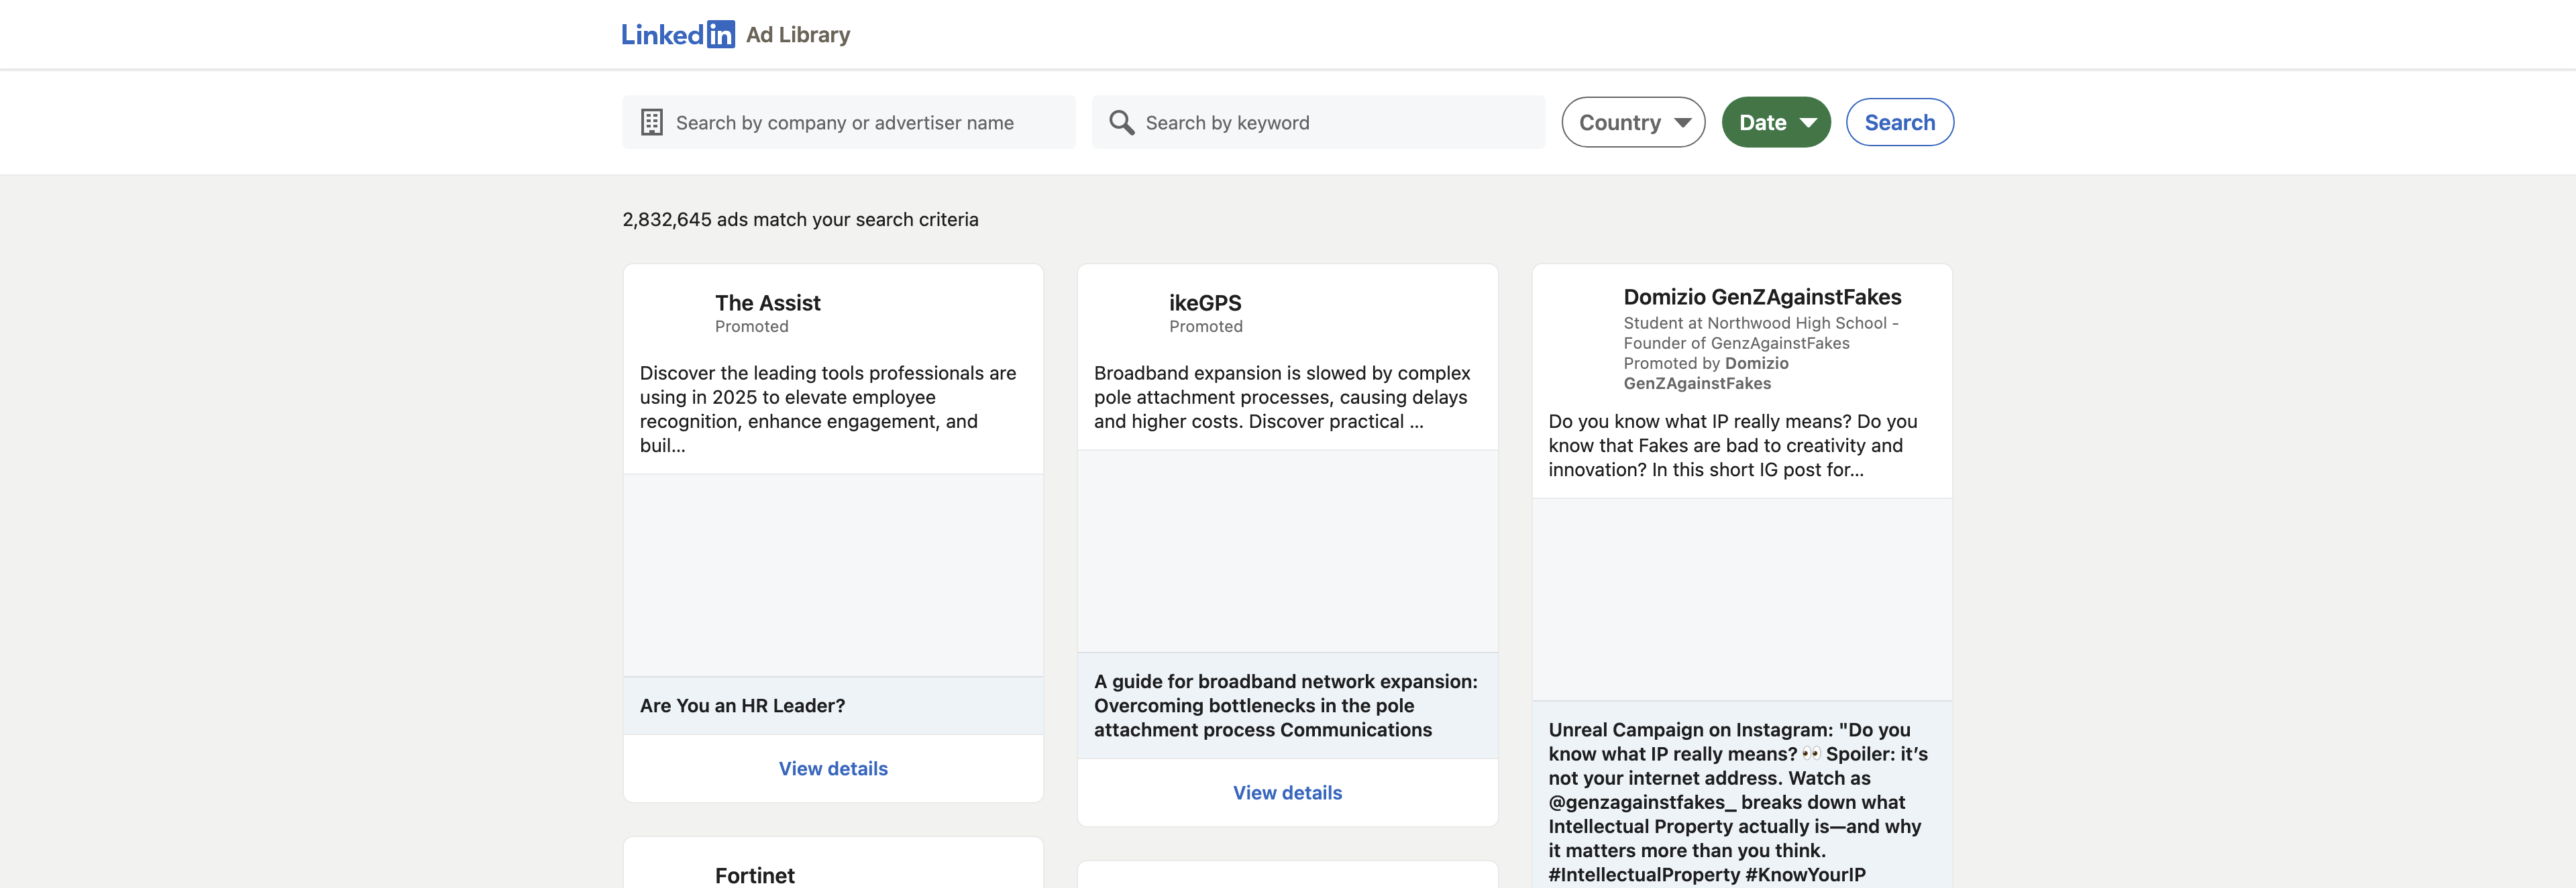 LinkedIn Ad Library
Search by company or advertiser name
Search by keyword
Country
Date
Search
2,832,645 ads match your search criteria
The Assist
Promoted
Discover the leading tools professionals are
using in 2025 to elevate employee
recognition, enhance engagement, and
buil...
Are You an HR Leader?
View details
Fortinet
ikeGPS
Promoted
Broadband expansion is slowed by complex
pole attachment processes, causing delays
and higher costs. Discover practical ...
A guide for broadband network expansion:
Overcoming bottlenecks in the pole
attachment process Communications
View details
Domizio GenZAgainstFakes
Student at Northwood High School -
Founder of GenzAgainstFakes
Promoted by Domizio
GenZAgainstFakes
Do you know what IP really means? Do you
know that Fakes are bad to creativity and
innovation? In this short IG post for...
Unreal Campaign on Instagram: "Do you
know what IP really means? 👀 Spoiler: it’s
not your internet address. Watch as
@genzagainstfakes_ breaks down what
Intellectual Property actually is—and why
it matters more than you think.
#IntellectualProperty #KnowYourIP